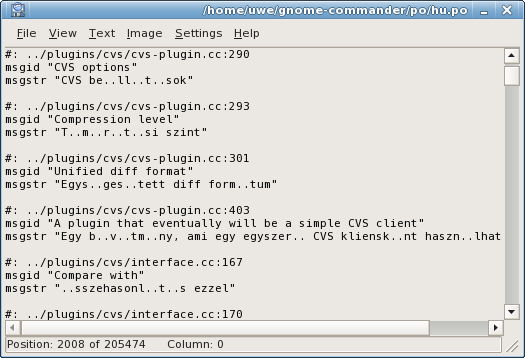 /home/uwe/gnome-commander/po/hu.po
File View Text Image Settings Help
#: ../plugins/cvs/cvs-plugin.cc:290
msgid "CVS options"
msgstr "CVS be..ll..t..sok"
#: ../plugins/cvs/cvs-plugin.cc:293
msgid "Compression level"
msgstr "T..m..r..t..si szint"
#: ../plugins/cvs/cvs-plugin.cc:301
msgid "Unified diff format"
msgstr "Egys..ges..tett diff form..tum"
#: ../plugins/cvs/cvs-plugin.cc:403
msgid "A plugin that eventually will be a simple CVS client"
msgstr "Egy b..v..tm..ny, ami egy egyszer.. CVS kliensk..nt haszn..lhat
#: ../plugins/cvs/interface.cc:167
msgid "Compare with"
msgstr "..sszehasonl..t..s ezzel"
#: ../plugins/cvs/interface.cc:170
Position: 2008 of 205474 Column: 0